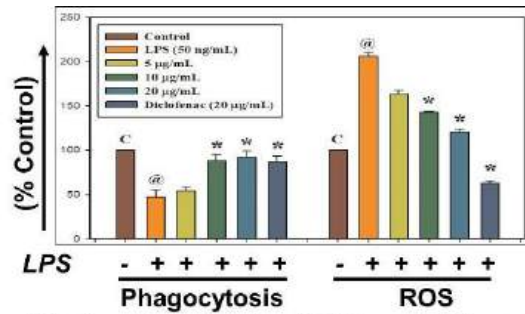 (% Control)
250
200
150
100
50
0
Control
LPS (50 ng/mL)
5 µg/mL
10 µg/mL
20 µg/mL
Diclofenac (20 µg/mL)
C
@
*
*
*
C
@
*
*
*
LPS - + + + + + - + + + + +
Phagocytosis ROS